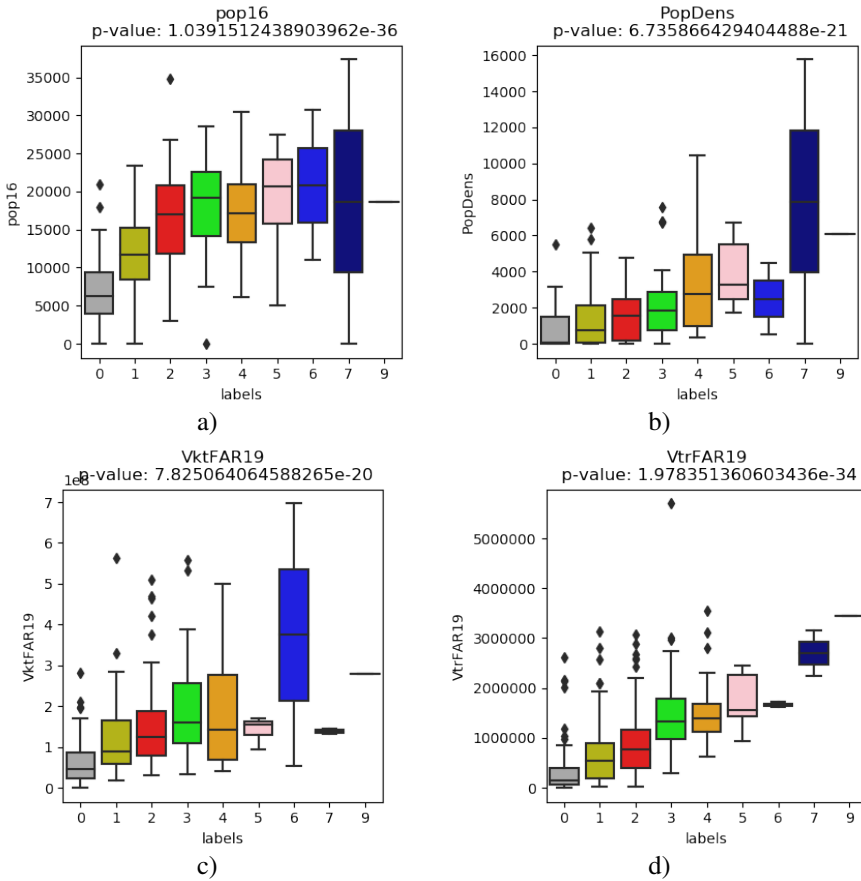 pop16
p-value: 1.0391512438903962e-36
35000
30000
25000
20000
15000
10000
5000
0
pop16
0 1 2 3 4 5 6 7 9
labels
a)
PopDens
p-value: 6.735866429404488e-21
16000
14000
12000
10000
8000
6000
4000
2000
0
PopDens
0 1 2 3 4 5 6 7 9
labels
b)
VktFAR19
p-value: 7.8250640645 88265e-20
1e8
7
6
5
4
3
2
1
0
VktFAR19
0 1 2 3 4 5 6 7 9
labels
c)
VtrFAR19
p-value: 1.978351360603436e-34
5000000
4000000
3000000
2000000
1000000
0
VtrFAR19
0 1 2 3 4 5 6 7 9
labels
d)